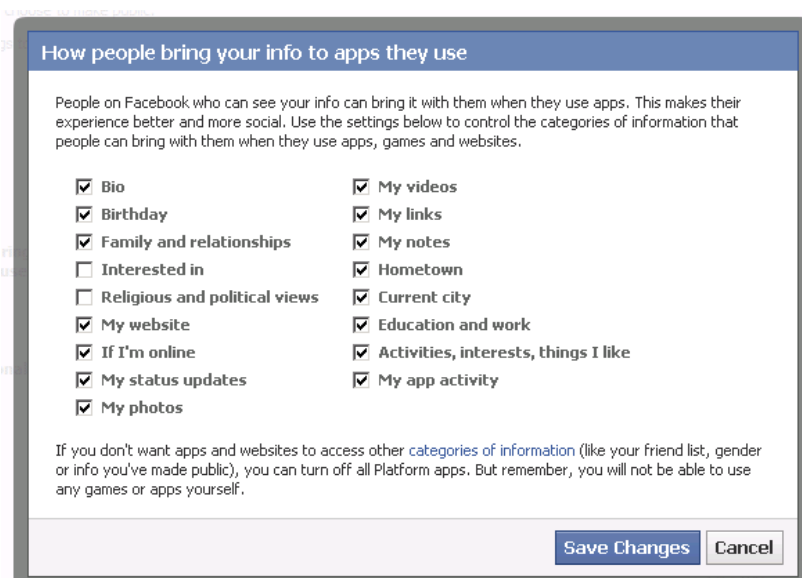 choose to make public.
How people bring your info to apps they use
People on Facebook who can see your info can bring it with them when they use apps. This makes their
experience better and more social. Use the settings below to control the categories of information that
people can bring with them when they use apps, games and websites.
Bio
Birthday
Family and relationships
Interested in
Religious and political views
My website
If I'm online
My status updates
My photos
My videos
My links
My notes
Hometown
Current city
Education and work
Activities, interests, things I like
My app activity
If you don't want apps and websites to access other categories of information (like your friend list, gender
or info you've made public), you can turn off all Platform apps. But remember, you will not be able to use
any games or apps yourself.
Save Changes Cancel